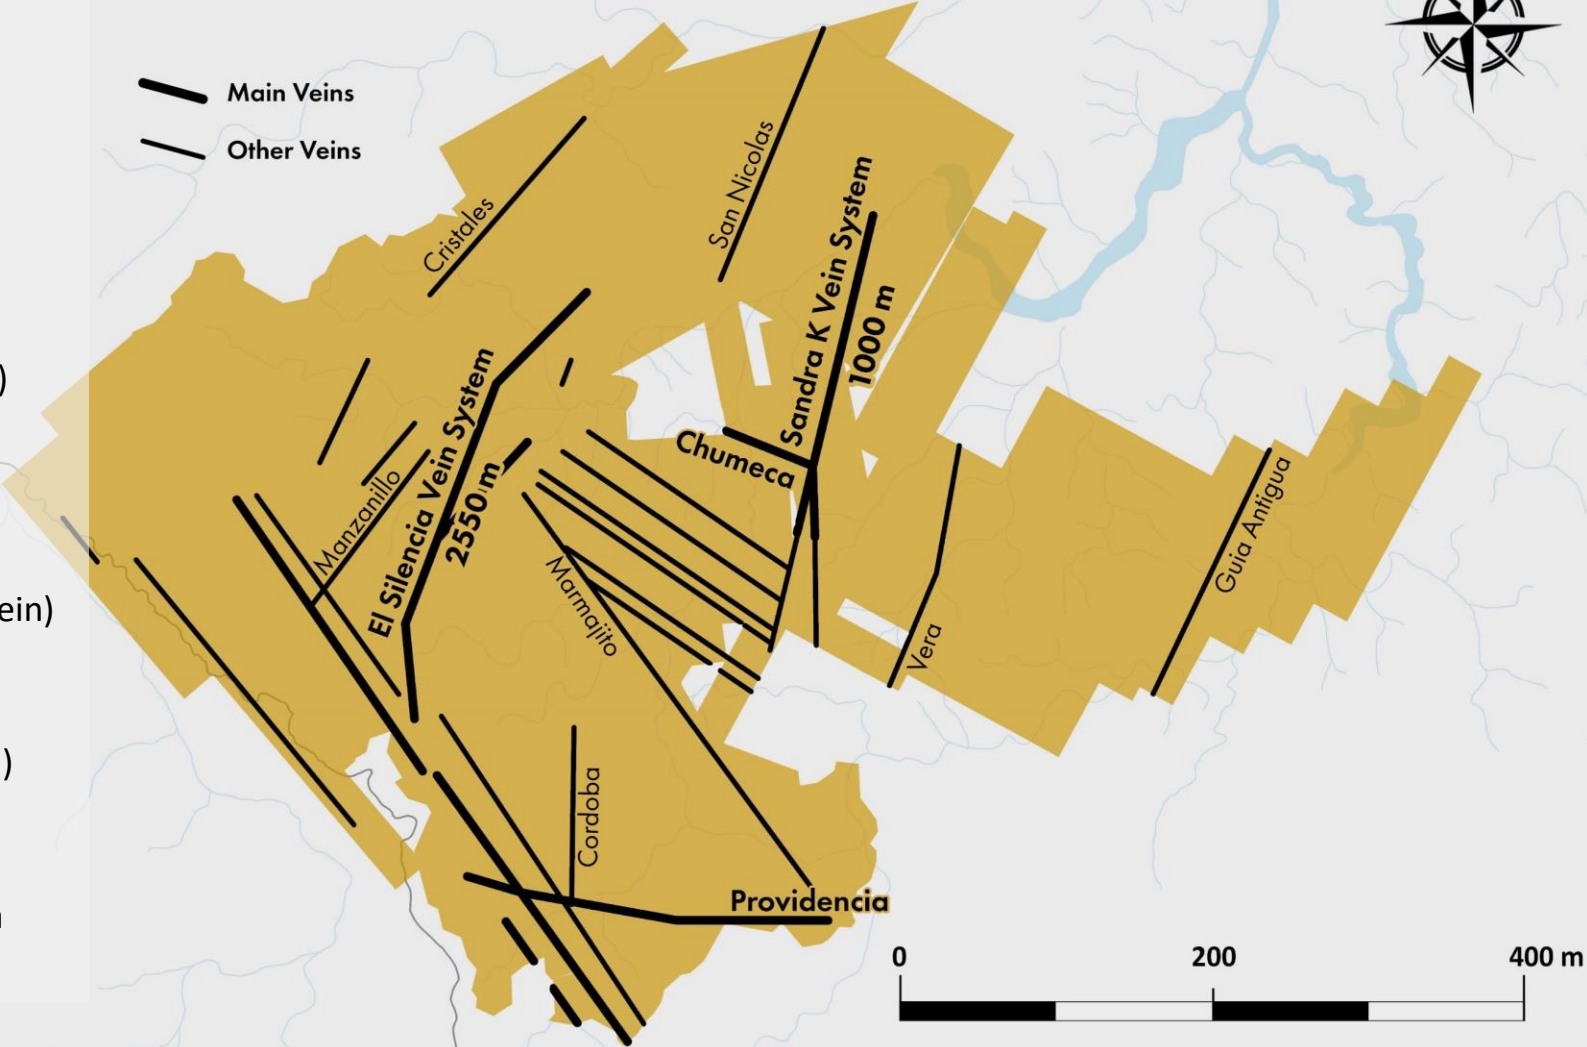 Main Veins
Other Veins
San Nicolas
Cristales
Sandra K Vein System
1000 m
)
El Silencia Vein System
2550 m
Chumeca
Manzanillo
Guia Antigua
Marmajito
ein)
Vera
)
Cordoba
Providencia
0 200 400 m